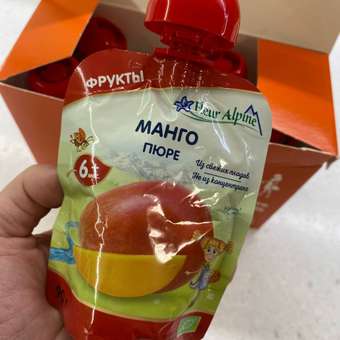 ФРУКТЫ
Fleur Alpine
МАНГО
ПЮРЕ
6+
Из свежих плодов
Не из концентрата